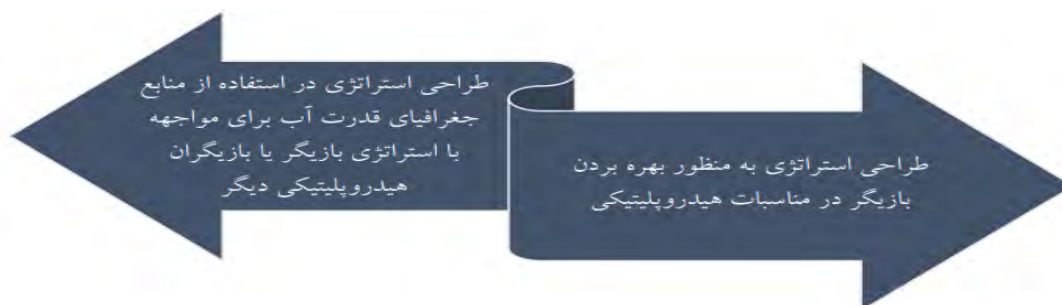 طراحی استراتژی به منظور بهره بردن
بازیگر در مناسبات هیدروپلیتیکی
طراحی استراتژی در استفاده از منابع
جغرافیای قدرت آب برای مواجهه
با استراتژی بازیگر یا بازیگران
هیدروپلیتیکی دیگر